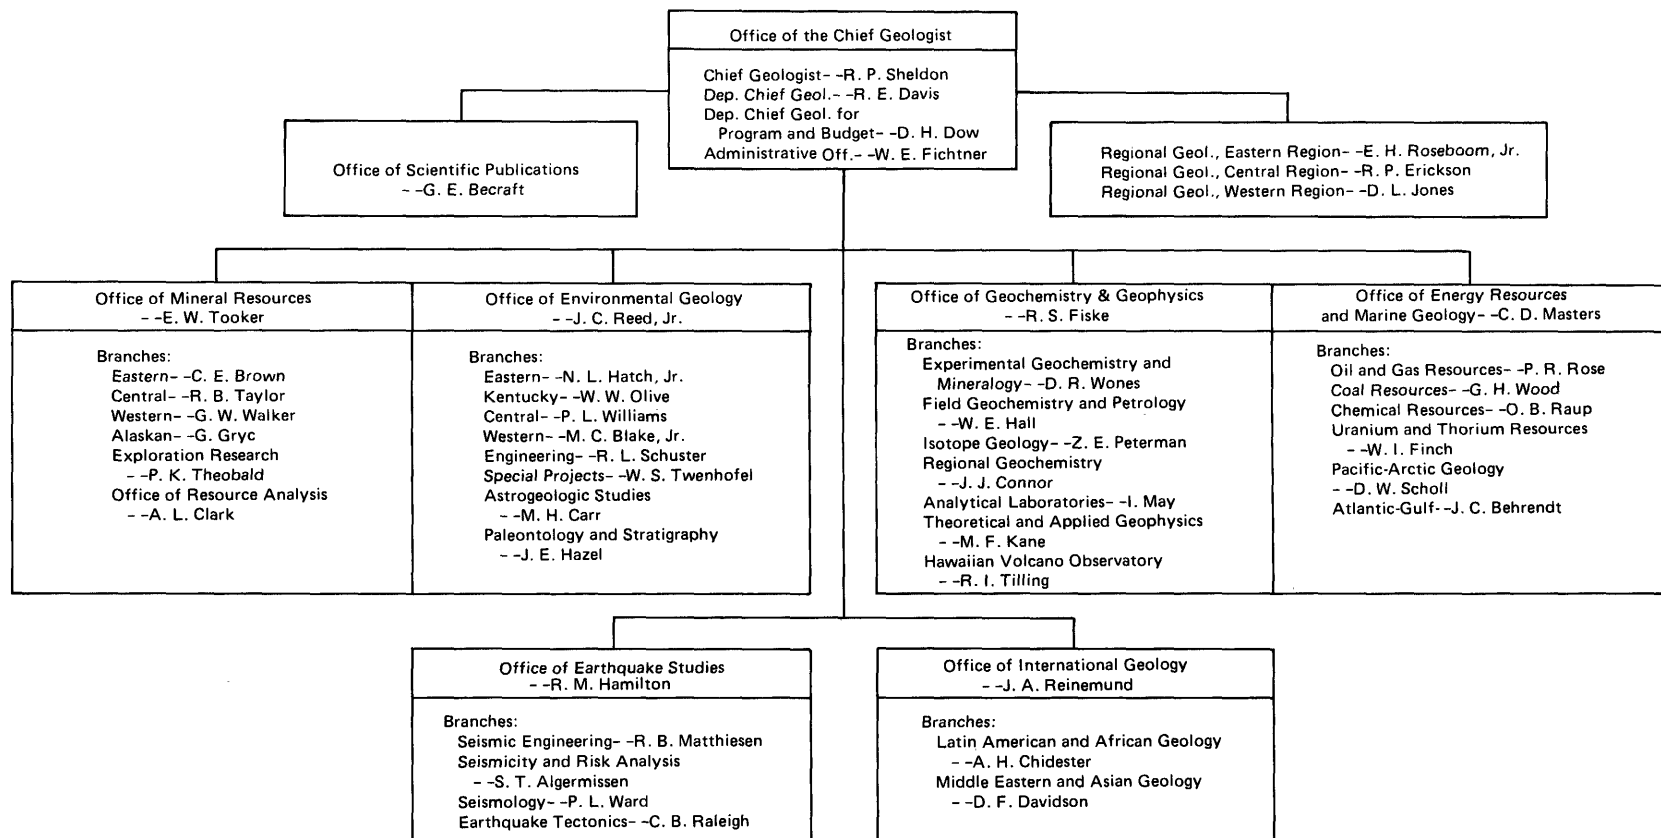 Office of the Chief Geologist
Chief Geologist- -R. P. Sheldon
Dep. Chief Geol.- -R. E. Davis
Dep. Chief Geol. for
Program and Budget- -D. H. Dow
Administrative Off.- -W. E. Fichtner
Office of Scientific Publications
- -G. E. Becraft
Regional Geol., Eastern Region- -E. H. Roseboom, Jr.
Regional Geol., Central Region- -R. P. Erickson
Regional Geol., Western Region- -D. L. Jones
Office of Mineral Resources
- -E. W. Tooker
Branches:
Eastern- -C. E. Brown
Central- -R. B. Taylor
Western- -G. W. Walker
Alaskan- -G. Gryc
Exploration Research
- -P. K. Theobald
Office of Resource Analysis
- -A. L. Clark
Office of Environmental Geology
- -J. C. Reed, Jr.
Branches:
Eastern- -N. L. Hatch, Jr.
Kentucky- -W. W. Olive
Central- -P. L. Williams
Western- -M. C. Blake, Jr.
Engineering- -R. L. Schuster
Special Projects- -W. S. Twenhofel
Astrogeologic Studies
- -M. H. Carr
Paleontology and Stratigraphy
- -J. E. Hazel
Office of Geochemistry & Geophysics
- -R. S. Fiske
Branches:
Experimental Geochemistry and
Mineralogy- -D. R. Wones
Field Geochemistry and Petrology
- -W. E. Hall
Isotope Geology- -Z. E. Peterman
Regional Geochemistry
- -J. J. Connor
Analytical Laboratories- -I. May
Theoretical and Applied Geophysics
- -M. F. Kane
Hawaiian Volcano Observatory
- -R. I. Tilling
Office of Energy Resources
and Marine Geology- -C. D. Masters
Branches:
Oil and Gas Resources- -P. R. Rose
Coal Resources- -G. H. Wood
Chemical Resources- -O. B. Raup
Uranium and Thorium Resources
- -W. I. Finch
Pacific-Arctic Geology
- -D. W. Scholl
Atlantic-Gulf- -J. C. Behrendt
Office of Earthquake Studies
- -R. M. Hamilton
Branches:
Seismic Engineering- -R. B. Matthiesen
Seismicity and Risk Analysis
- -S. T. Algermissen
Seismology- -P. L. Ward
Earthquake Tectonics- -C. B. Raleigh
Office of International Geology
- -J. A. Reinemund
Branches:
Latin American and African Geology
- -A. H. Chidester
Middle Eastern and Asian Geology
- -D. F. Davidson